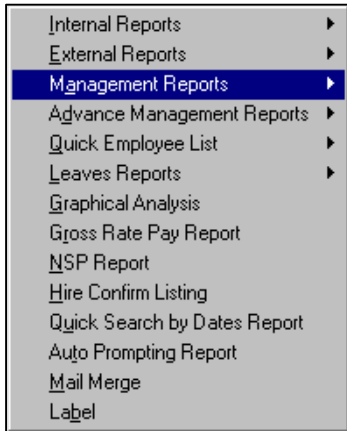 Internal Reports
External Reports
Management Reports
Advance Management Reports
Quick Employee List
Leaves Reports
Graphical Analysis
Gross Rate Pay Report
NSP Report
Hire Confirm Listing
Quick Search by Dates Report
Auto Prompting Report
Mail Merge
Label